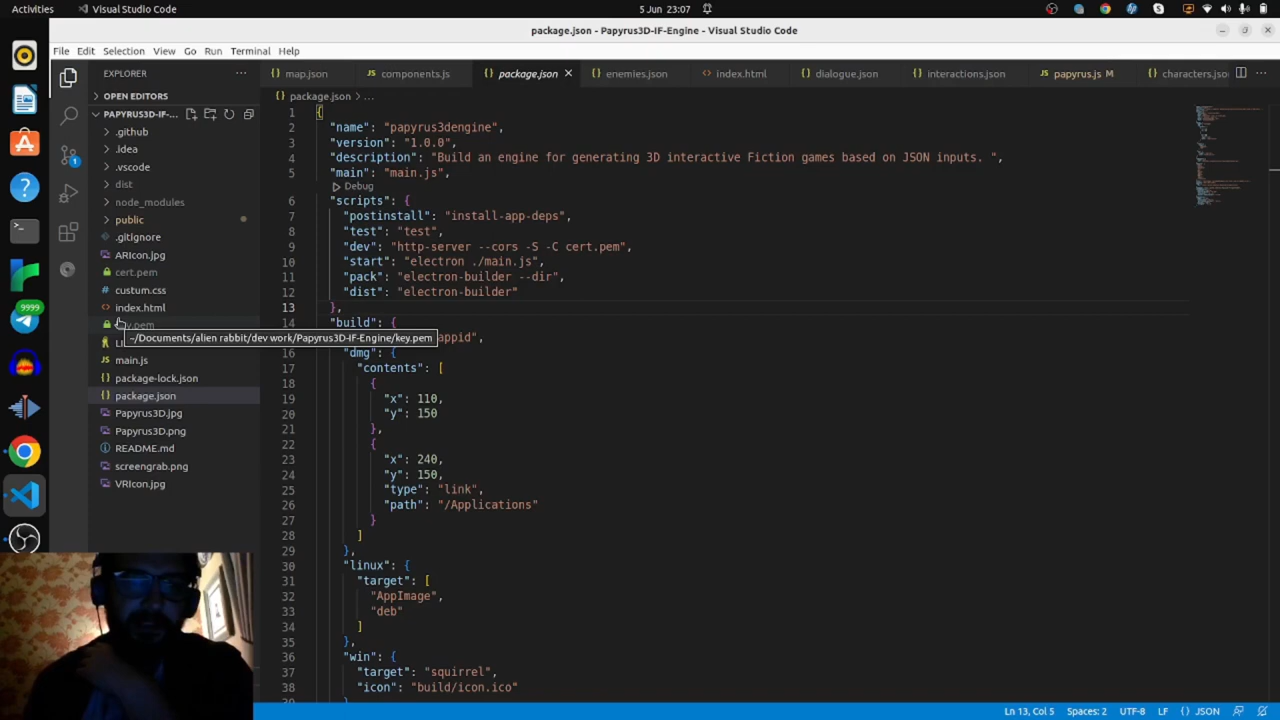 Activities
Visual Studio Code
5 Jun 23:07
package.json - Papyrus3D-IF-Engine - Visual Studio Code
File Edit Selection View Go Run Terminal Help
EXPLORER
map.json
components.js
package.json
enemies.json
index.html
dialogue.json
interactions.json
papyrus.js M
characters.jso
OPEN EDITORS
PAPYRUS3D-IF-...
package.json > ...
.github
.idea
.vscode
dist
node_modules
public
.gitignore
ARIcon.jpg
cert.pem
custum.css
index.html
~/Documents/alien rabbit/dev work/Papyrus3D-IF-Engine/key.pem
main.js
package-lock.json
package.json
Papyrus3D.jpg
Papyrus3D.png
README.md
screengrab.png
VRIcon.jpg
1
9999
1 {
2 "name": "papyrus3dengine",
3 "version": "1.0.0",
4 "description": "Build an engine for generating 3D interactive Fiction games based on JSON inputs. ",
5 "main": "main.js",
Debug
6 "scripts": {
7 "postinstall": "install-app-deps",
8 "test": "test",
9 "dev": "http-server --cors -S -C cert.pem",
10 "start": "electron ./main.js",
11 "pack": "electron-builder --dir",
12 "dist": "electron-builder"
13 },
14 "build": {
appid",
16 "dmg": {
17 "contents": [
18 {
19 "x": 110,
20 "y": 150
21 },
22 {
23 "x": 240,
24 "y": 150,
25 "type": "link",
26 "path": "/Applications"
27 }
28 ]
29 },
30 "linux": {
31 "target": [
32 "AppImage",
33 "deb"
34 ]
35 },
36 "win": {
37 "target": "squirrel",
38 "icon": "build/icon.ico"
Ln 13, Col 5
Spaces: 2
UTF-8
LF
{} JSON